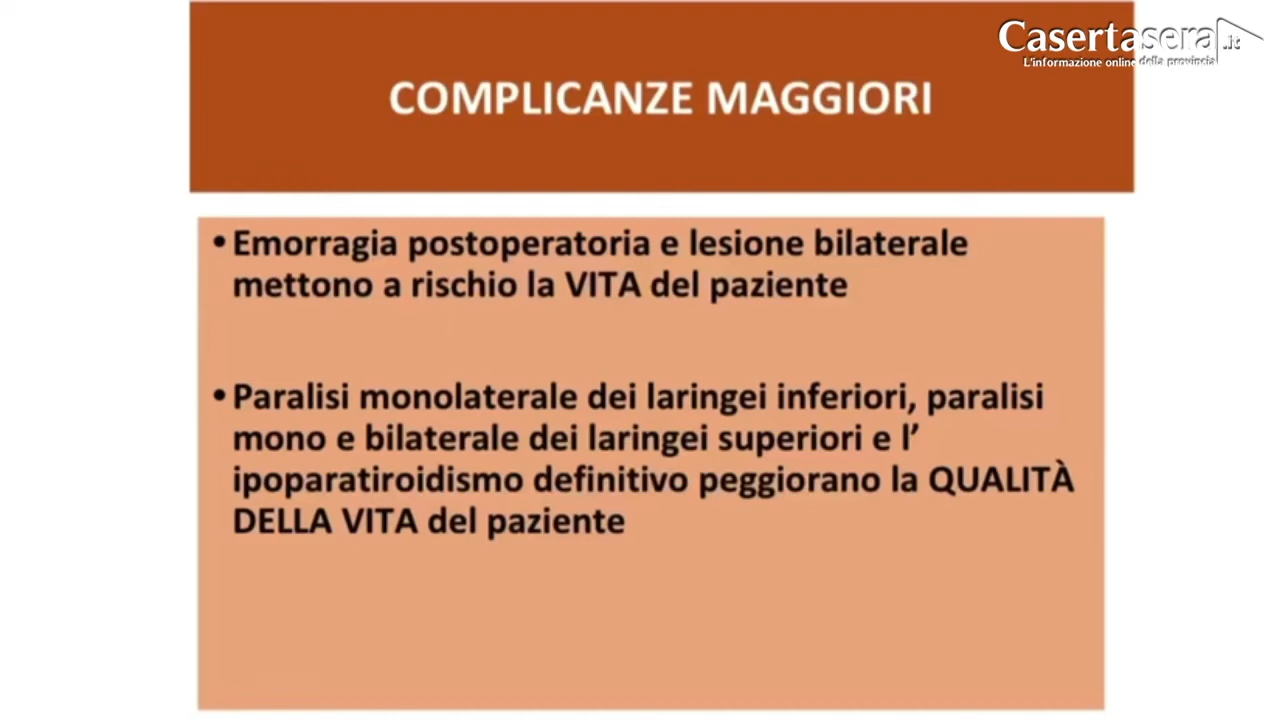 Casertasera.it
L'informazione online della provincia
COMPLICANZE MAGGIORI
• Emorragia postoperatoria e lesione bilaterale
mettono a rischio la VITA del paziente
• Paralisi monolaterale dei laringei inferiori, paralisi
mono e bilaterale dei laringei superiori e l’
ipoparatiroidismo definitivo peggiorano la QUALITÀ
DELLA VITA del paziente